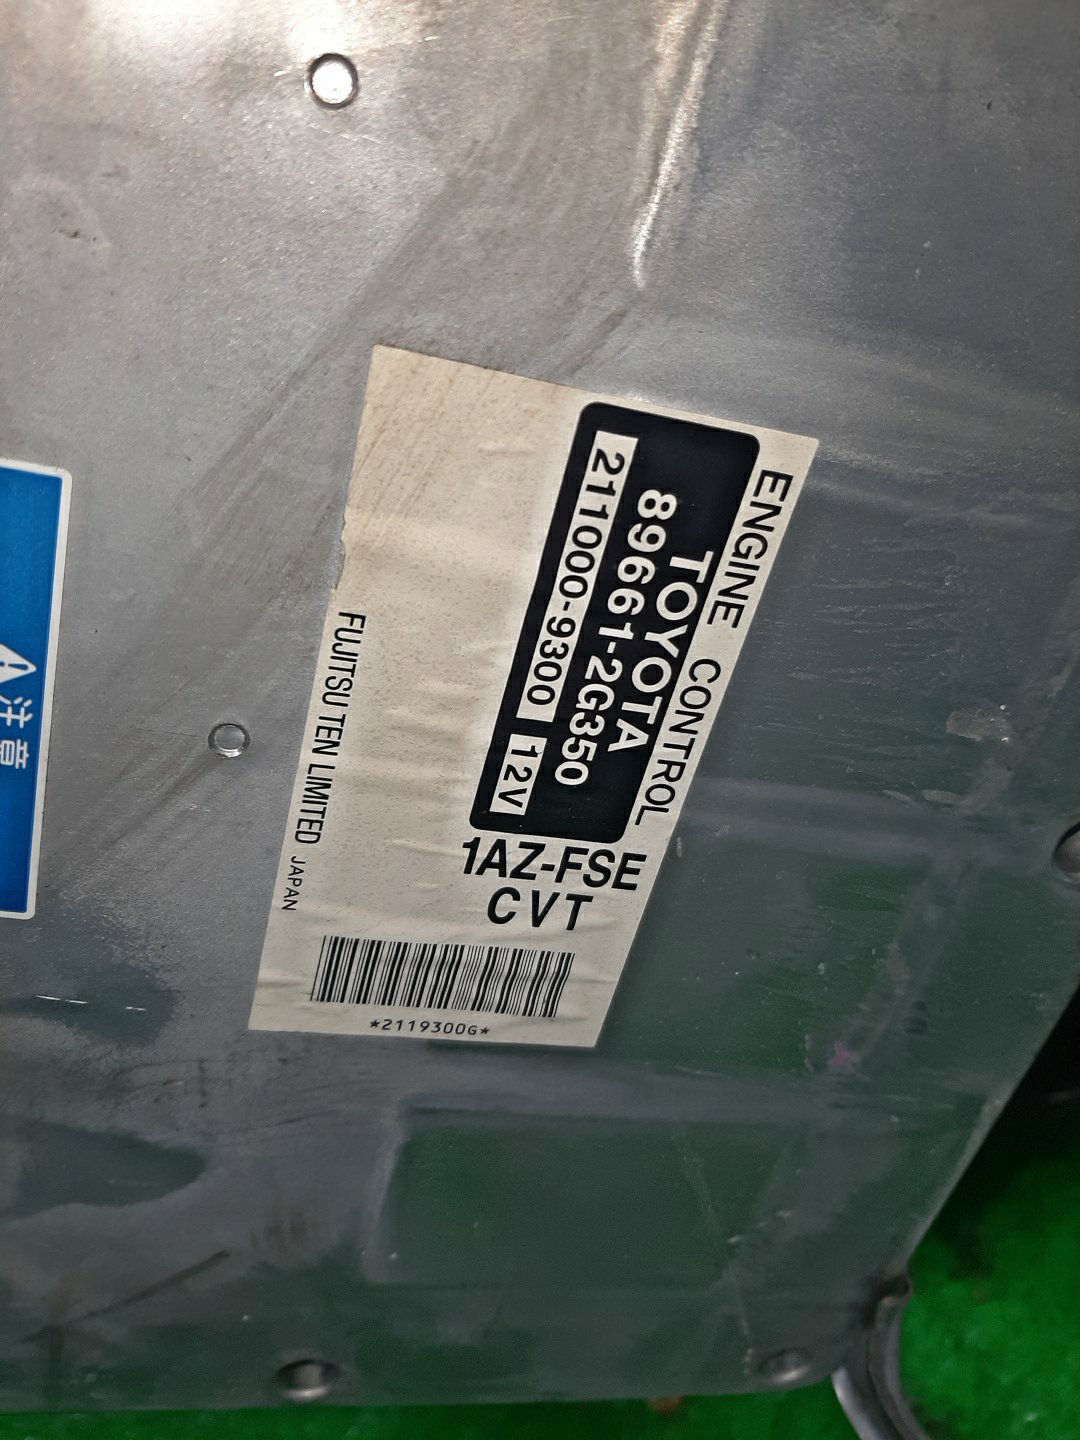 ENGINE CONTROL
TOYOTA
89661-2G350
211000-9300 12V
1AZ-FSE
CVT
FUJITSU TEN LIMITED JAPAN
*2119300G*
注意